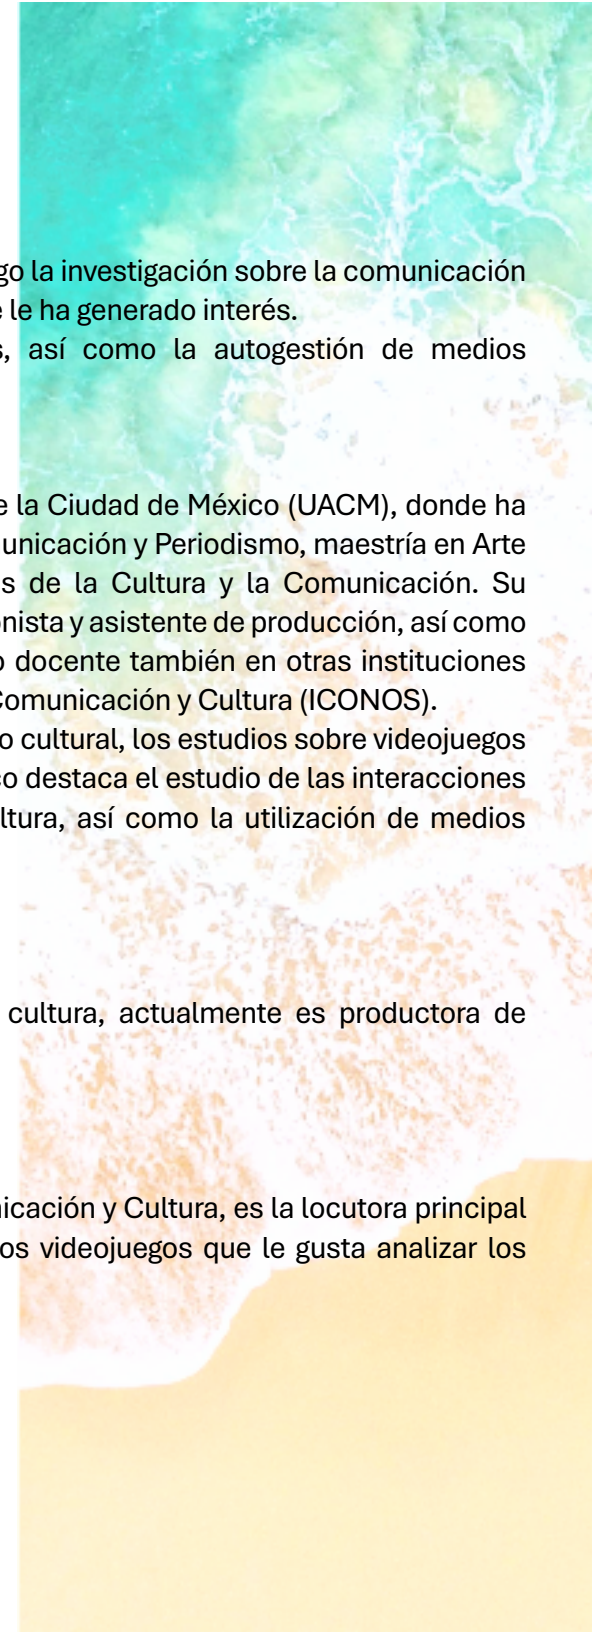 go la investigación sobre la comunicación
le ha generado interés.
, así como la autogestión de medios
e la Ciudad de México (UACM), donde ha
unicación y Periodismo, maestría en Arte
s de la Cultura y la Comunicación. Su
onista y asistente de producción, así como
o docente también en otras instituciones
Comunicación y Cultura (ICONOS).
o cultural, los estudios sobre videojuegos
co destaca el estudio de las interacciones
ltura, así como la utilización de medios
cultura, actualmente es productora de
nicación y Cultura, es la locutora principal
os videojuegos que le gusta analizar los